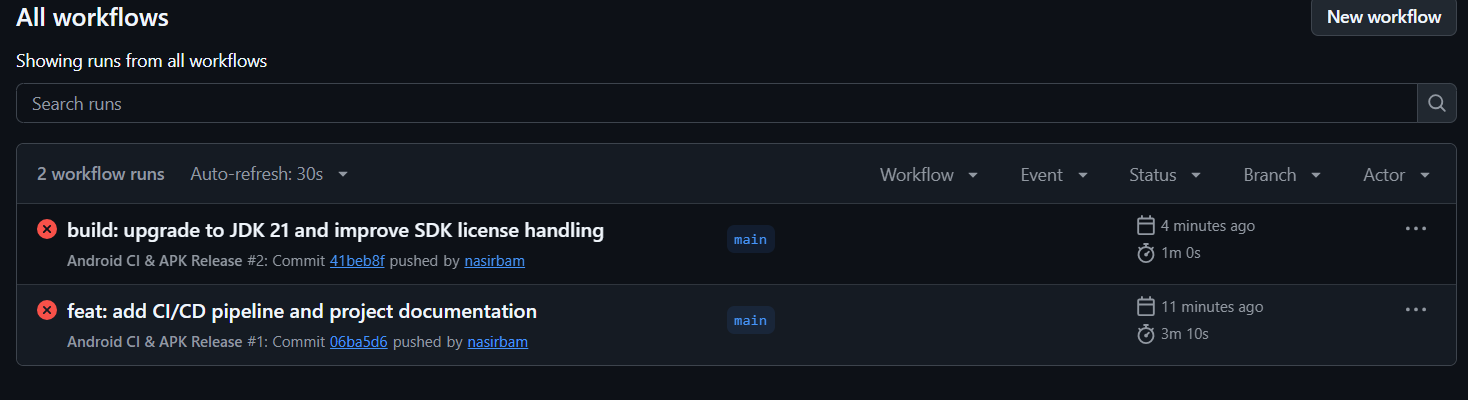 All workflows
New workflow
Showing runs from all workflows
Search runs
2 workflow runs Auto-refresh: 30s Workflow Event Status Branch Actor
build: upgrade to JDK 21 and improve SDK license handling
main
4 minutes ago
Android CI & APK Release #2: Commit 41beb8f pushed by nasirbam
1m 0s
feat: add CI/CD pipeline and project documentation
main
11 minutes ago
Android CI & APK Release #1: Commit 06ba5d6 pushed by nasirbam
3m 10s